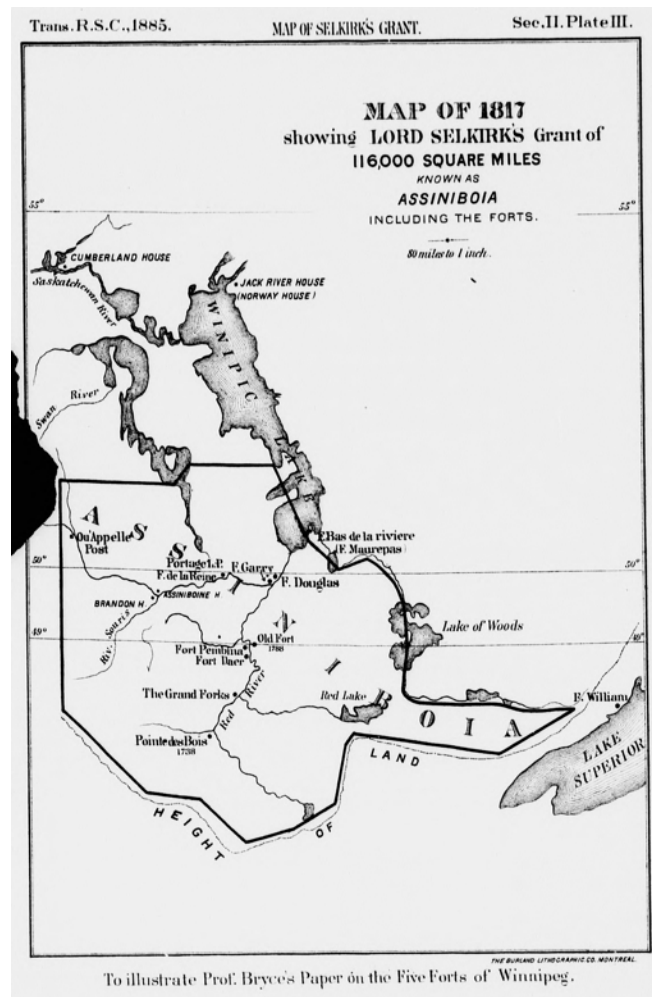 Trans. R.S.C., 1885.
MAP OF SELKIRK'S GRANT.
Sec. II. Plate III.
MAP OF 1817
showing LORD SELKIRK'S Grant of
116,000 SQUARE MILES
KNOWN AS
ASSINIBOIA
INCLUDING THE FORTS.
80 miles to 1 inch.
55°
55°
CUMBERLAND HOUSE
Saskatchewan River
JACK RIVER HOUSE
(NORWAY HOUSE)
WINIPIC LAKE
Swan River
ASSINIBOIA
Qu'Appelle
Post
F. Bas de la riviere
(F. Maurepas)
Portage L.P.
F. Garry
F. de la Reine
F. Douglas
50°
50°
BRANDON H
ASSINIBOINE H
Riv. Souris
49°
49°
Old Fort
1788
Fort Pembina
Fort Daer
Lake of Woods
The Grand Forks
Red River
Red Lake
F. William
Pointe des Bois
1738
LAKE
SUPERIOR
HEIGHT OF LAND
THE BURLAND LITHOGRAPHIC CO. MONTREAL.
To illustrate Prof. Bryce's Paper on the Five Forts of Winnipeg.